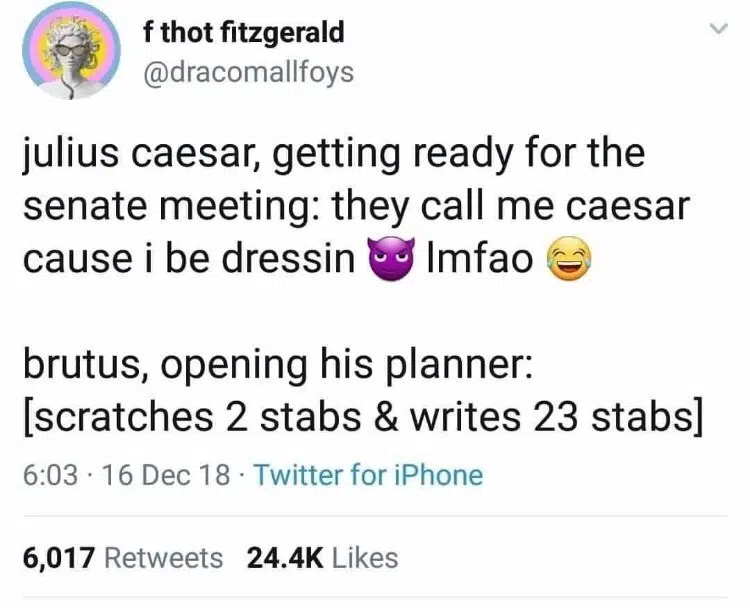 f thot fitzgerald
@dracomallfoys
julius caesar, getting ready for the
senate meeting: they call me caesar
cause i be dressin 😈 lmfao 😂
brutus, opening his planner:
[scratches 2 stabs & writes 23 stabs]
6:03 · 16 Dec 18 · Twitter for iPhone
6,017 Retweets 24.4K Likes